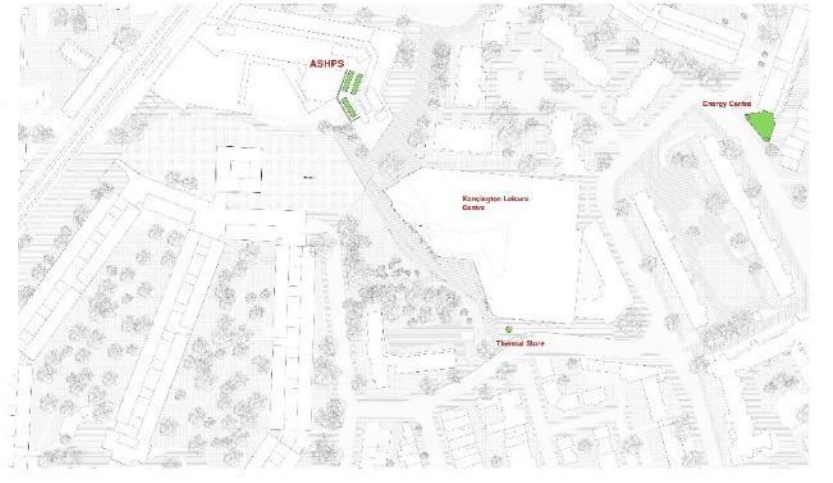 ASHPS
Energy Centre
Kensington Leisure
Centre
Thermal Store